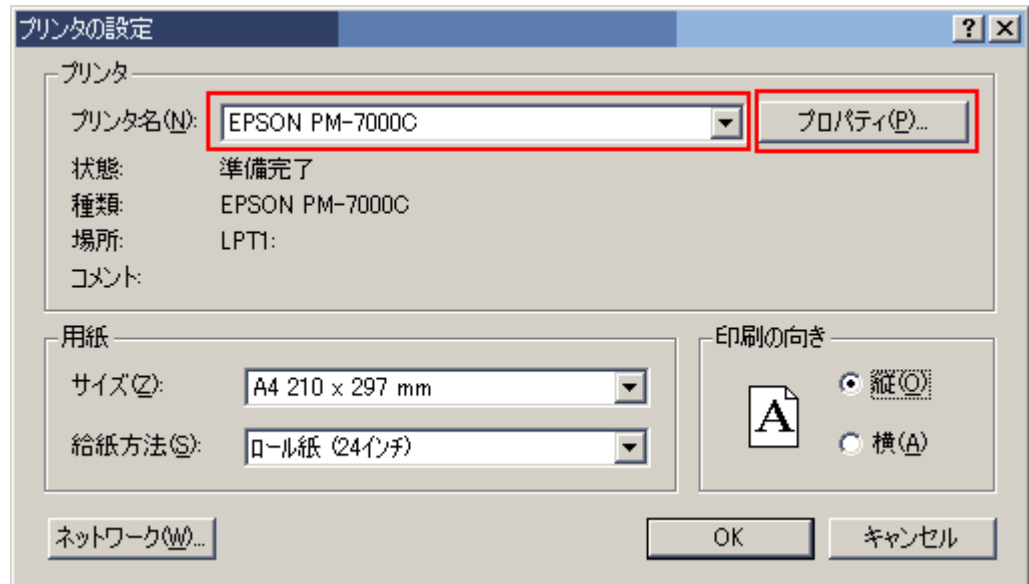 プリンタの設定
プリンタ
プリンタ名(N): EPSON PM-7000C プロパティ(P)...
状態: 準備完了
種類: EPSON PM-7000C
場所: LPT1:
コメント:
用紙
サイズ(Z): A4 210 x 297 mm
給紙方法(S): ロール紙 (24インチ)
印刷の向き
A
縦(O)
横(A)
ネットワーク(W)... OK キャンセル